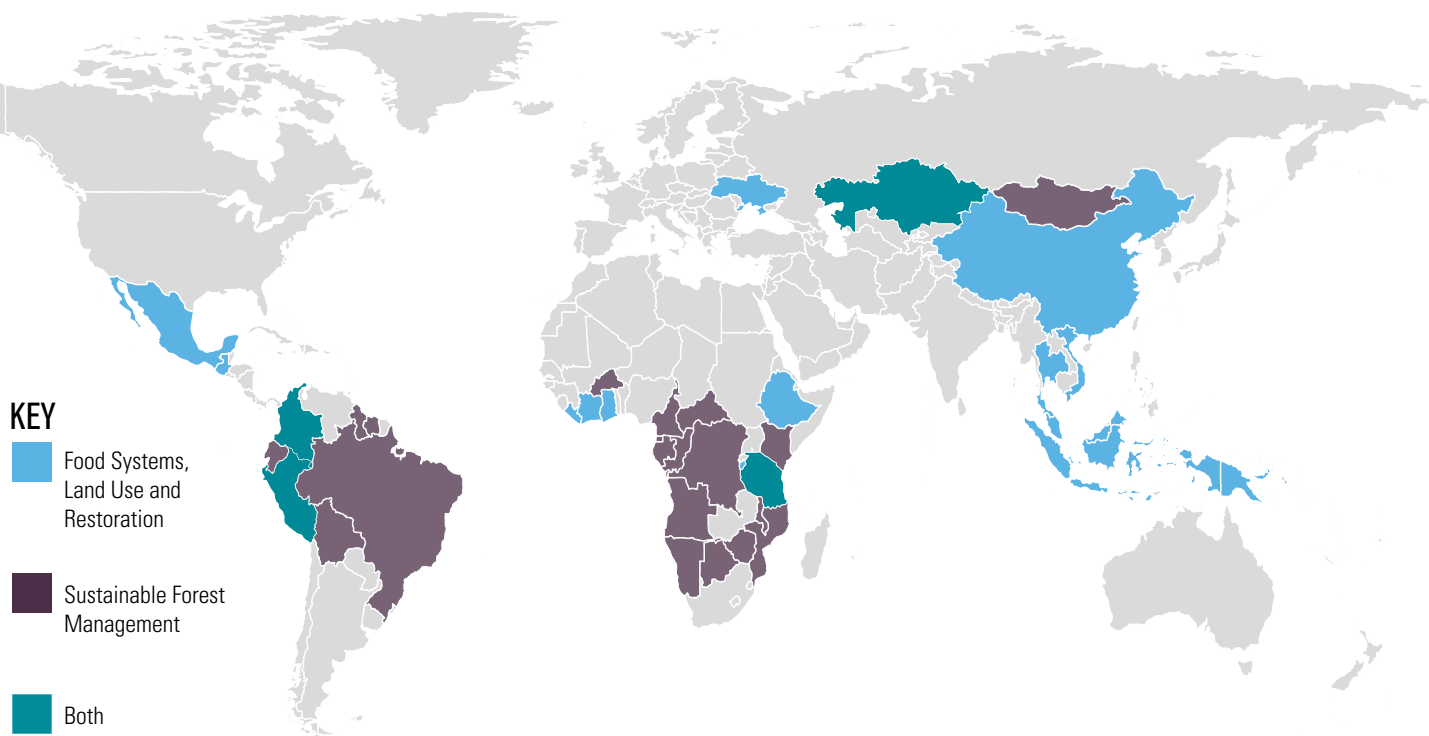 KEY
Food Systems,
Land Use and
Restoration
Sustainable Forest
Management
Both